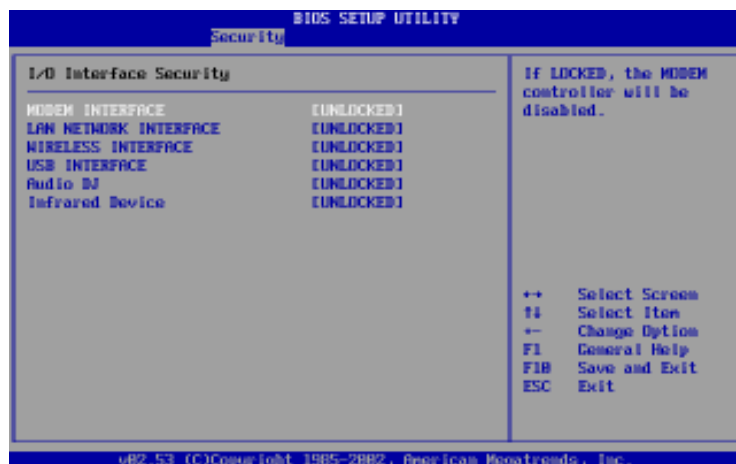 BIOS SETUP UTILITY
Security
I/O Interface Security
MODEM INTERFACE [UNLOCKED]
LAN NETWORK INTERFACE [UNLOCKED]
WIRELESS INTERFACE [UNLOCKED]
USB INTERFACE [UNLOCKED]
Audio DJ [UNLOCKED]
Infrared Device [UNLOCKED]
If LOCKED, the MODEM
controller will be
disabled.
↔ Select Screen
↑↓ Select Item
+- Change Option
F1 General Help
F10 Save and Exit
ESC Exit
v02.53 (C)Copyright 1985-2002, American Megatrends, Inc.